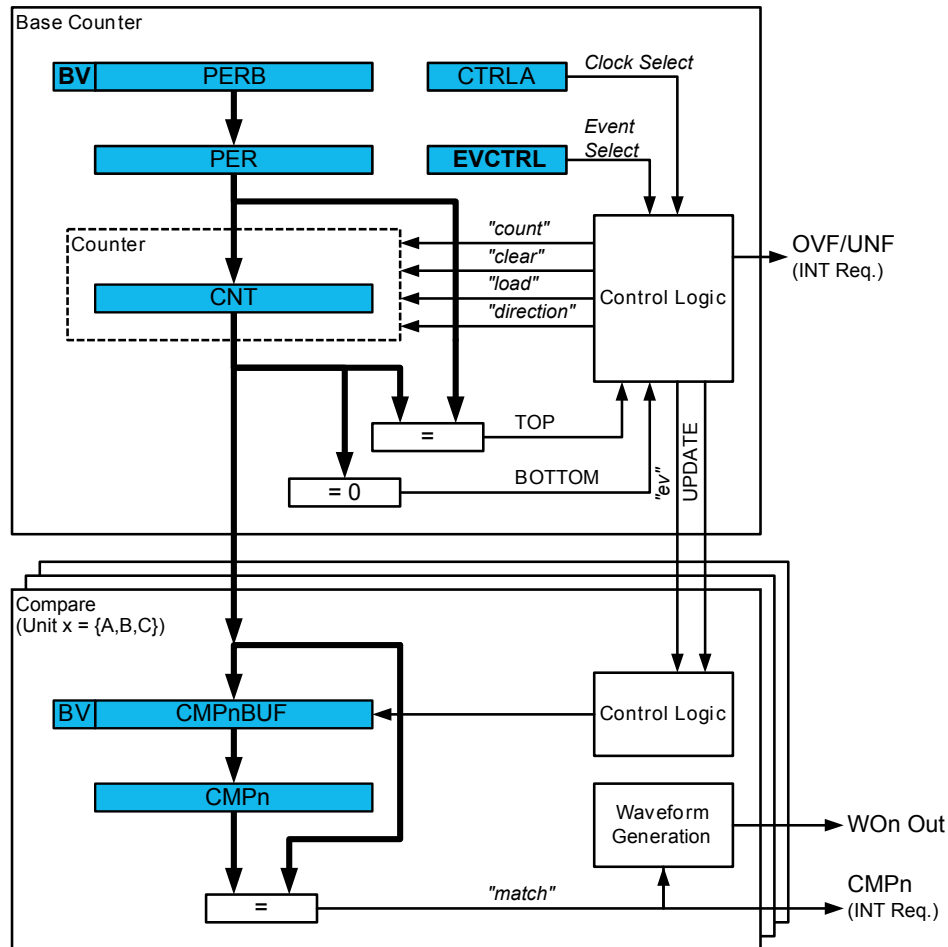 Base Counter
BV
PERB
CTRLA
Clock Select
PER
EVCTRL
Event
Select
Counter
CNT
"count"
"clear"
"load"
"direction"
Control Logic
OVF/UNF
(INT Req.)
=
TOP
= 0
BOTTOM
"ev"
UPDATE
Compare
(Unit x = {A,B,C})
BV
CMPnBUF
Control Logic
CMPn
Waveform
Generation
WOn Out
=
"match"
CMPn
(INT Req.)